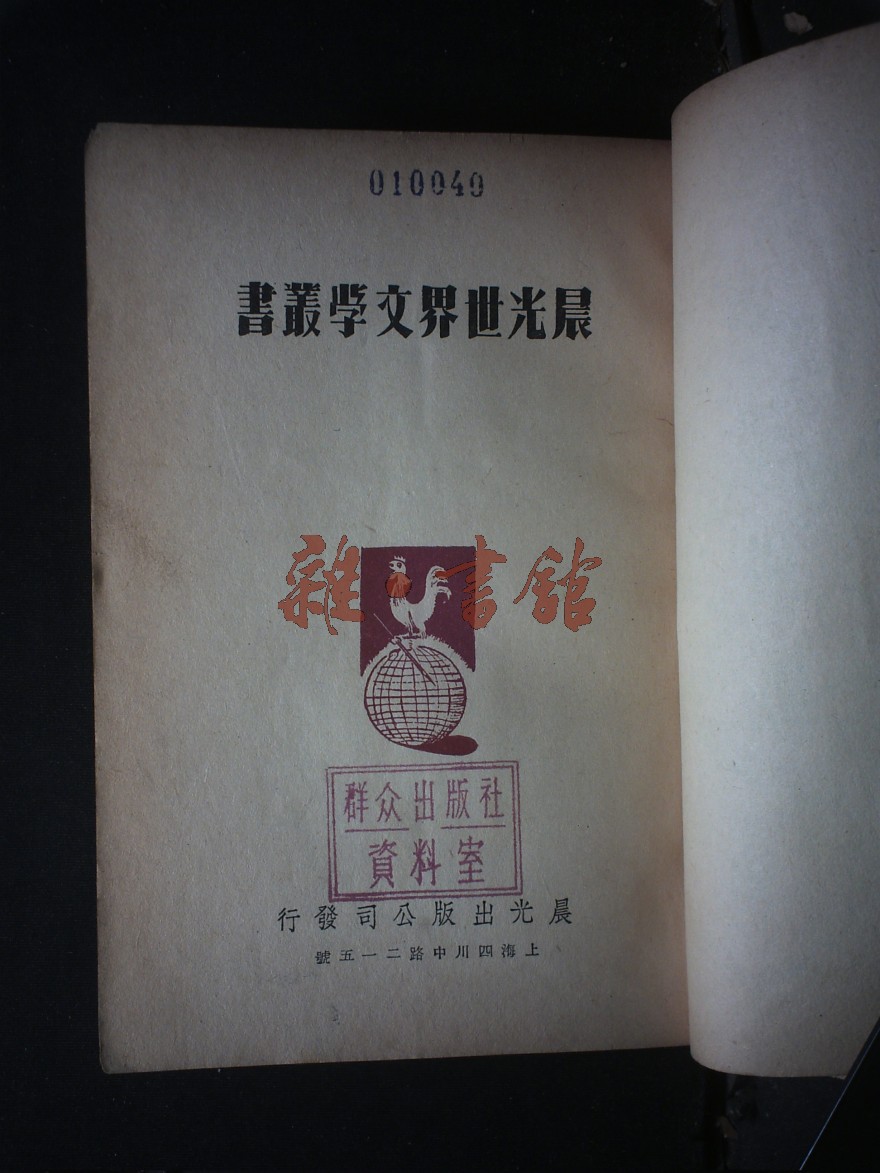 010040
晨光世界文學叢書
雜·書館
群众出版社
資料室
晨光出版公司發行
上海四川中路二一五號